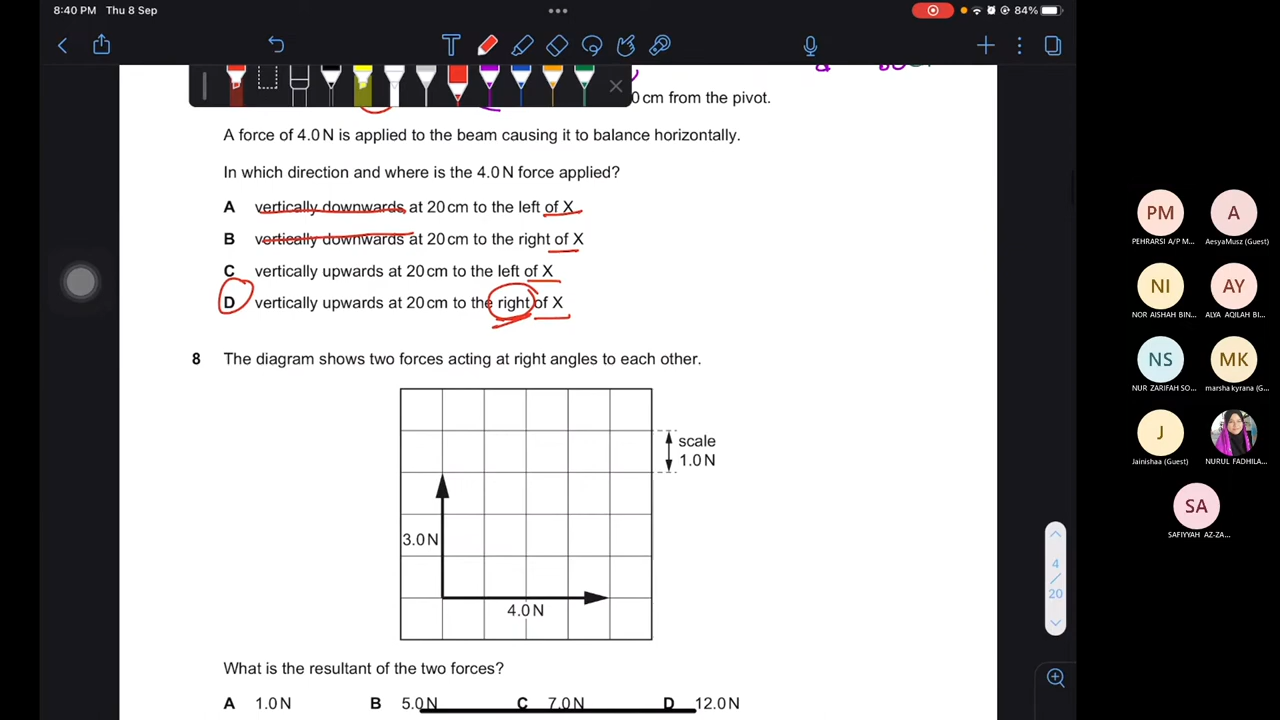 8:40 PM Thu 8 Sep
84%
0 cm from the pivot.
A force of 4.0 N is applied to the beam causing it to balance horizontally.
In which direction and where is the 4.0 N force applied?
A vertically downwards at 20 cm to the left of X
B vertically downwards at 20 cm to the right of X
C vertically upwards at 20 cm to the left of X
D vertically upwards at 20 cm to the right of X
8 The diagram shows two forces acting at right angles to each other.
scale
1.0 N
3.0 N
4.0 N
What is the resultant of the two forces?
A 1.0 N B 5.0 N C 7.0 N D 12.0 N
4
/
20
PM A
PEHRARSI A/P M... AesyaMusz (Guest)
NI AY
NOR AISHAH BIN... ALYA AQILAH BI...
NS MK
NUR ZARIFAH SO... marsha kyrana (G...
J
Jainishaa (Guest) NURUL FADHILA...
SA
SAFIYYAH AZ-ZA...